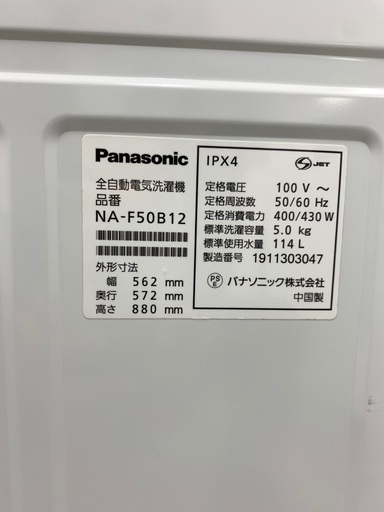 Panasonic
全自動電気洗濯機
品番
NA-F50B12
外形寸法
幅 562 mm
奥行 572 mm
高さ 880 mm
IPX4
S JET
定格電圧 100 V ～
定格周波数 50/60 Hz
定格消費電力 400/430 W
標準洗濯容量 5.0 kg
標準使用水量 114 L
製造番号 1911303047
PS E パナソニック株式会社
中国製